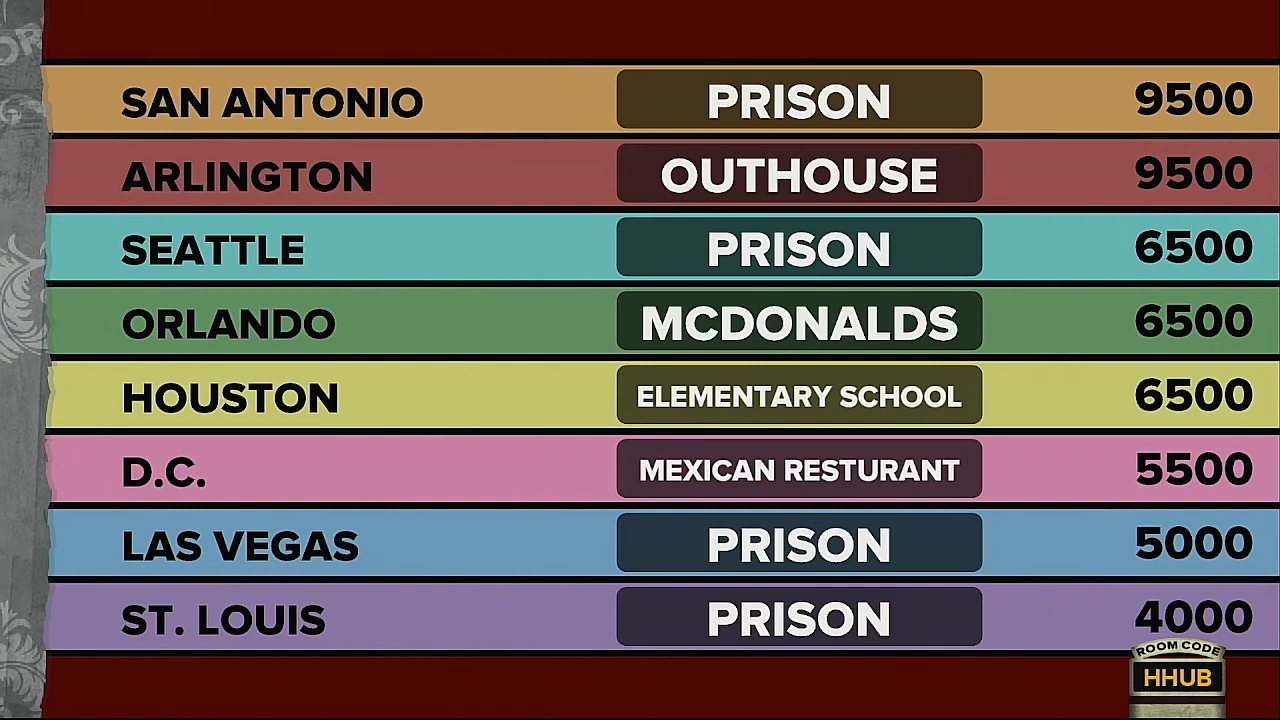 SAN ANTONIO PRISON 9500
ARLINGTON OUTHOUSE 9500
SEATTLE PRISON 6500
ORLANDO MCDONALDS 6500
HOUSTON ELEMENTARY SCHOOL 6500
D.C. MEXICAN RESTURANT 5500
LAS VEGAS PRISON 5000
ST. LOUIS PRISON 4000
ROOM CODE
HHUB